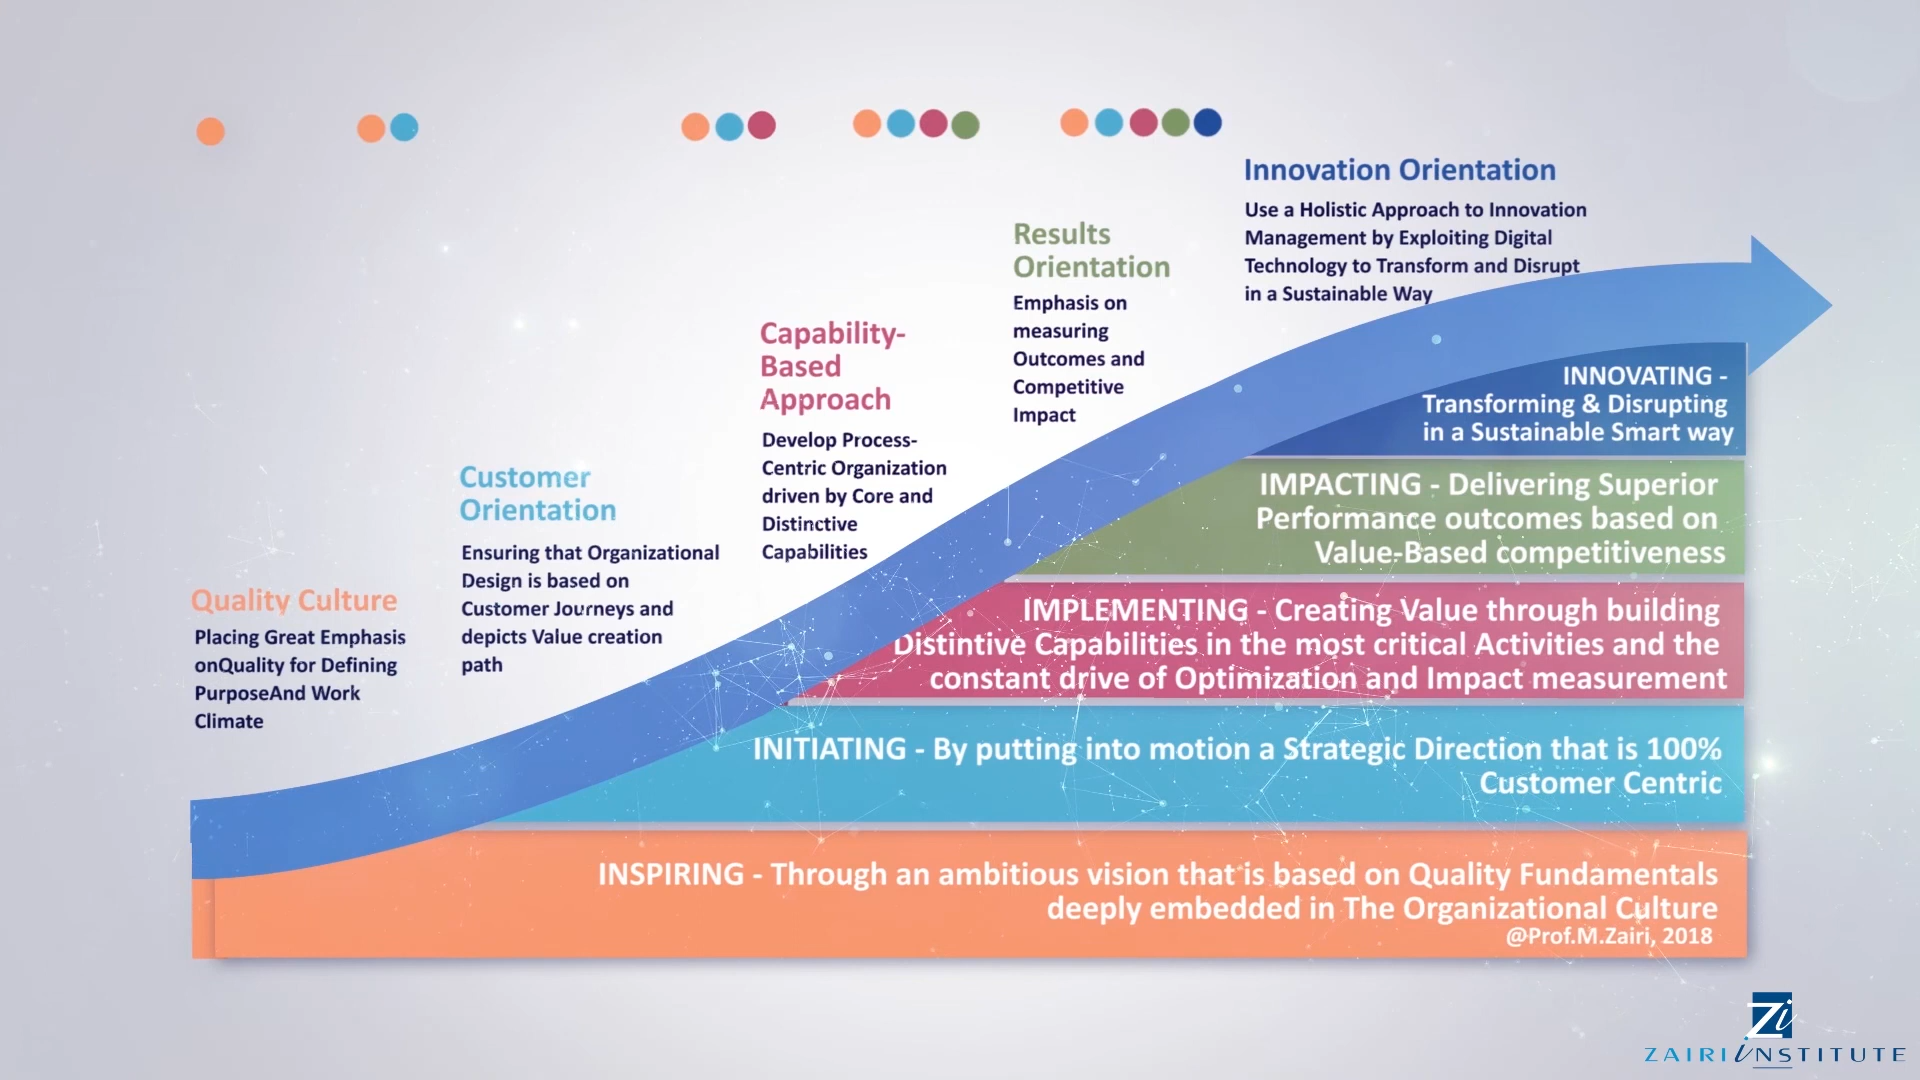 Innovation Orientation
Use a Holistic Approach to Innovation
Management by Exploiting Digital
Technology to Transform and Disrupt
in a Sustainable Way
Results
Orientation
Emphasis on
measuring
Outcomes and
Competitive
Impact
Capability-
Based
Approach
Develop Process-
Centric Organization
driven by Core and
Distinctive
Capabilities
Customer
Orientation
Ensuring that Organizational
Design is based on
Customer Journeys and
depicts Value creation
path
Quality Culture
Placing Great Emphasis
onQuality for Defining
PurposeAnd Work
Climate
INNOVATING -
Transforming & Disrupting
in a Sustainable Smart way
IMPACTING - Delivering Superior
Performance outcomes based on
Value-Based competitiveness
IMPLEMENTING - Creating Value through building
Distintive Capabilities in the most critical Activities and the
constant drive of Optimization and Impact measurement
INITIATING - By putting into motion a Strategic Direction that is 100%
Customer Centric
INSPIRING - Through an ambitious vision that is based on Quality Fundamentals
deeply embedded in The Organizational Culture
@Prof.M.Zairi, 2018
Zi
ZAIRI iNSTITUTE